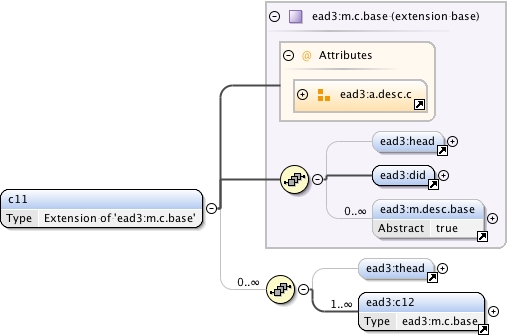 ead3:m.c.base (extension base)
@ Attributes
ead3:a.desc.c
ead3:head
ead3:did
0..∞
ead3:m.desc.base
Abstract true
c11
Type Extension of 'ead3:m.c.base'
0..∞
ead3:thead
1..∞
ead3:c12
Type ead3:m.c.base